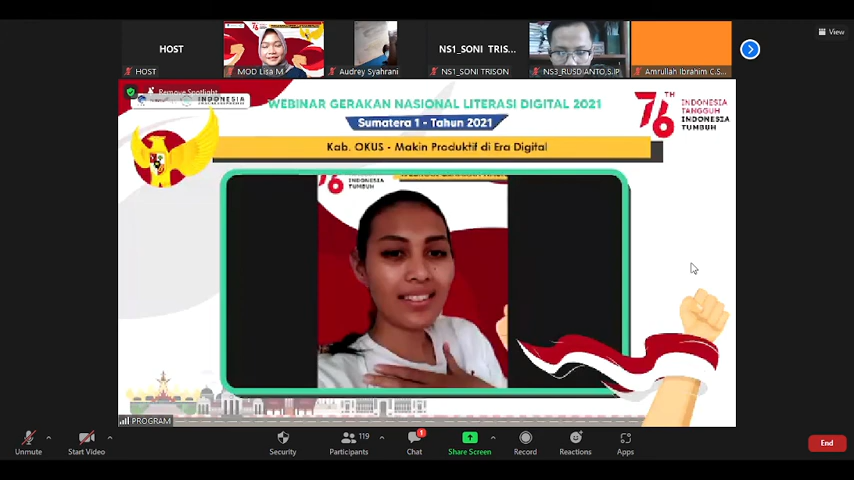 View
HOST
NS1_SONI TRIS...
HOST
MOD Lisa M
Audrey Syahrani
NS1_SONI TRISON
NS3_RUSDIANTO,S.IP
Amrullah Ibrahim C.S...
Remove Spotlight
INDONESIA
WEBINAR GERAKAN NASIONAL LITERASI DIGITAL 2021
Sumatera 1 - Tahun 2021
Kab. OKUS - Makin Produktif di Era Digital
76 TH
INDONESIA
TANGGUH
INDONESIA
TUMBUH
INDONESIA
TUMBUH
PROGRAM
Unmute
Start Video
Security
119
Participants
1
Chat
Share Screen
Record
Reactions
Apps
End